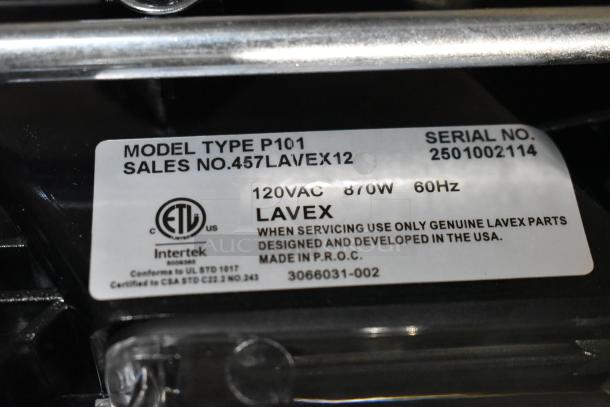 MODEL TYPE P101
SALES NO.457LAVEX12
SERIAL NO.
2501002114
120VAC 870W 60Hz
LAVEX
WHEN SERVICING USE ONLY GENUINE LAVEX PARTS
DESIGNED AND DEVELOPED IN THE USA.
MADE IN P.R.O.C.
3066031-002
C ETL US
Intertek
Conforms to UL STD 1017
Certified to CSA STD C22.2 NO.243